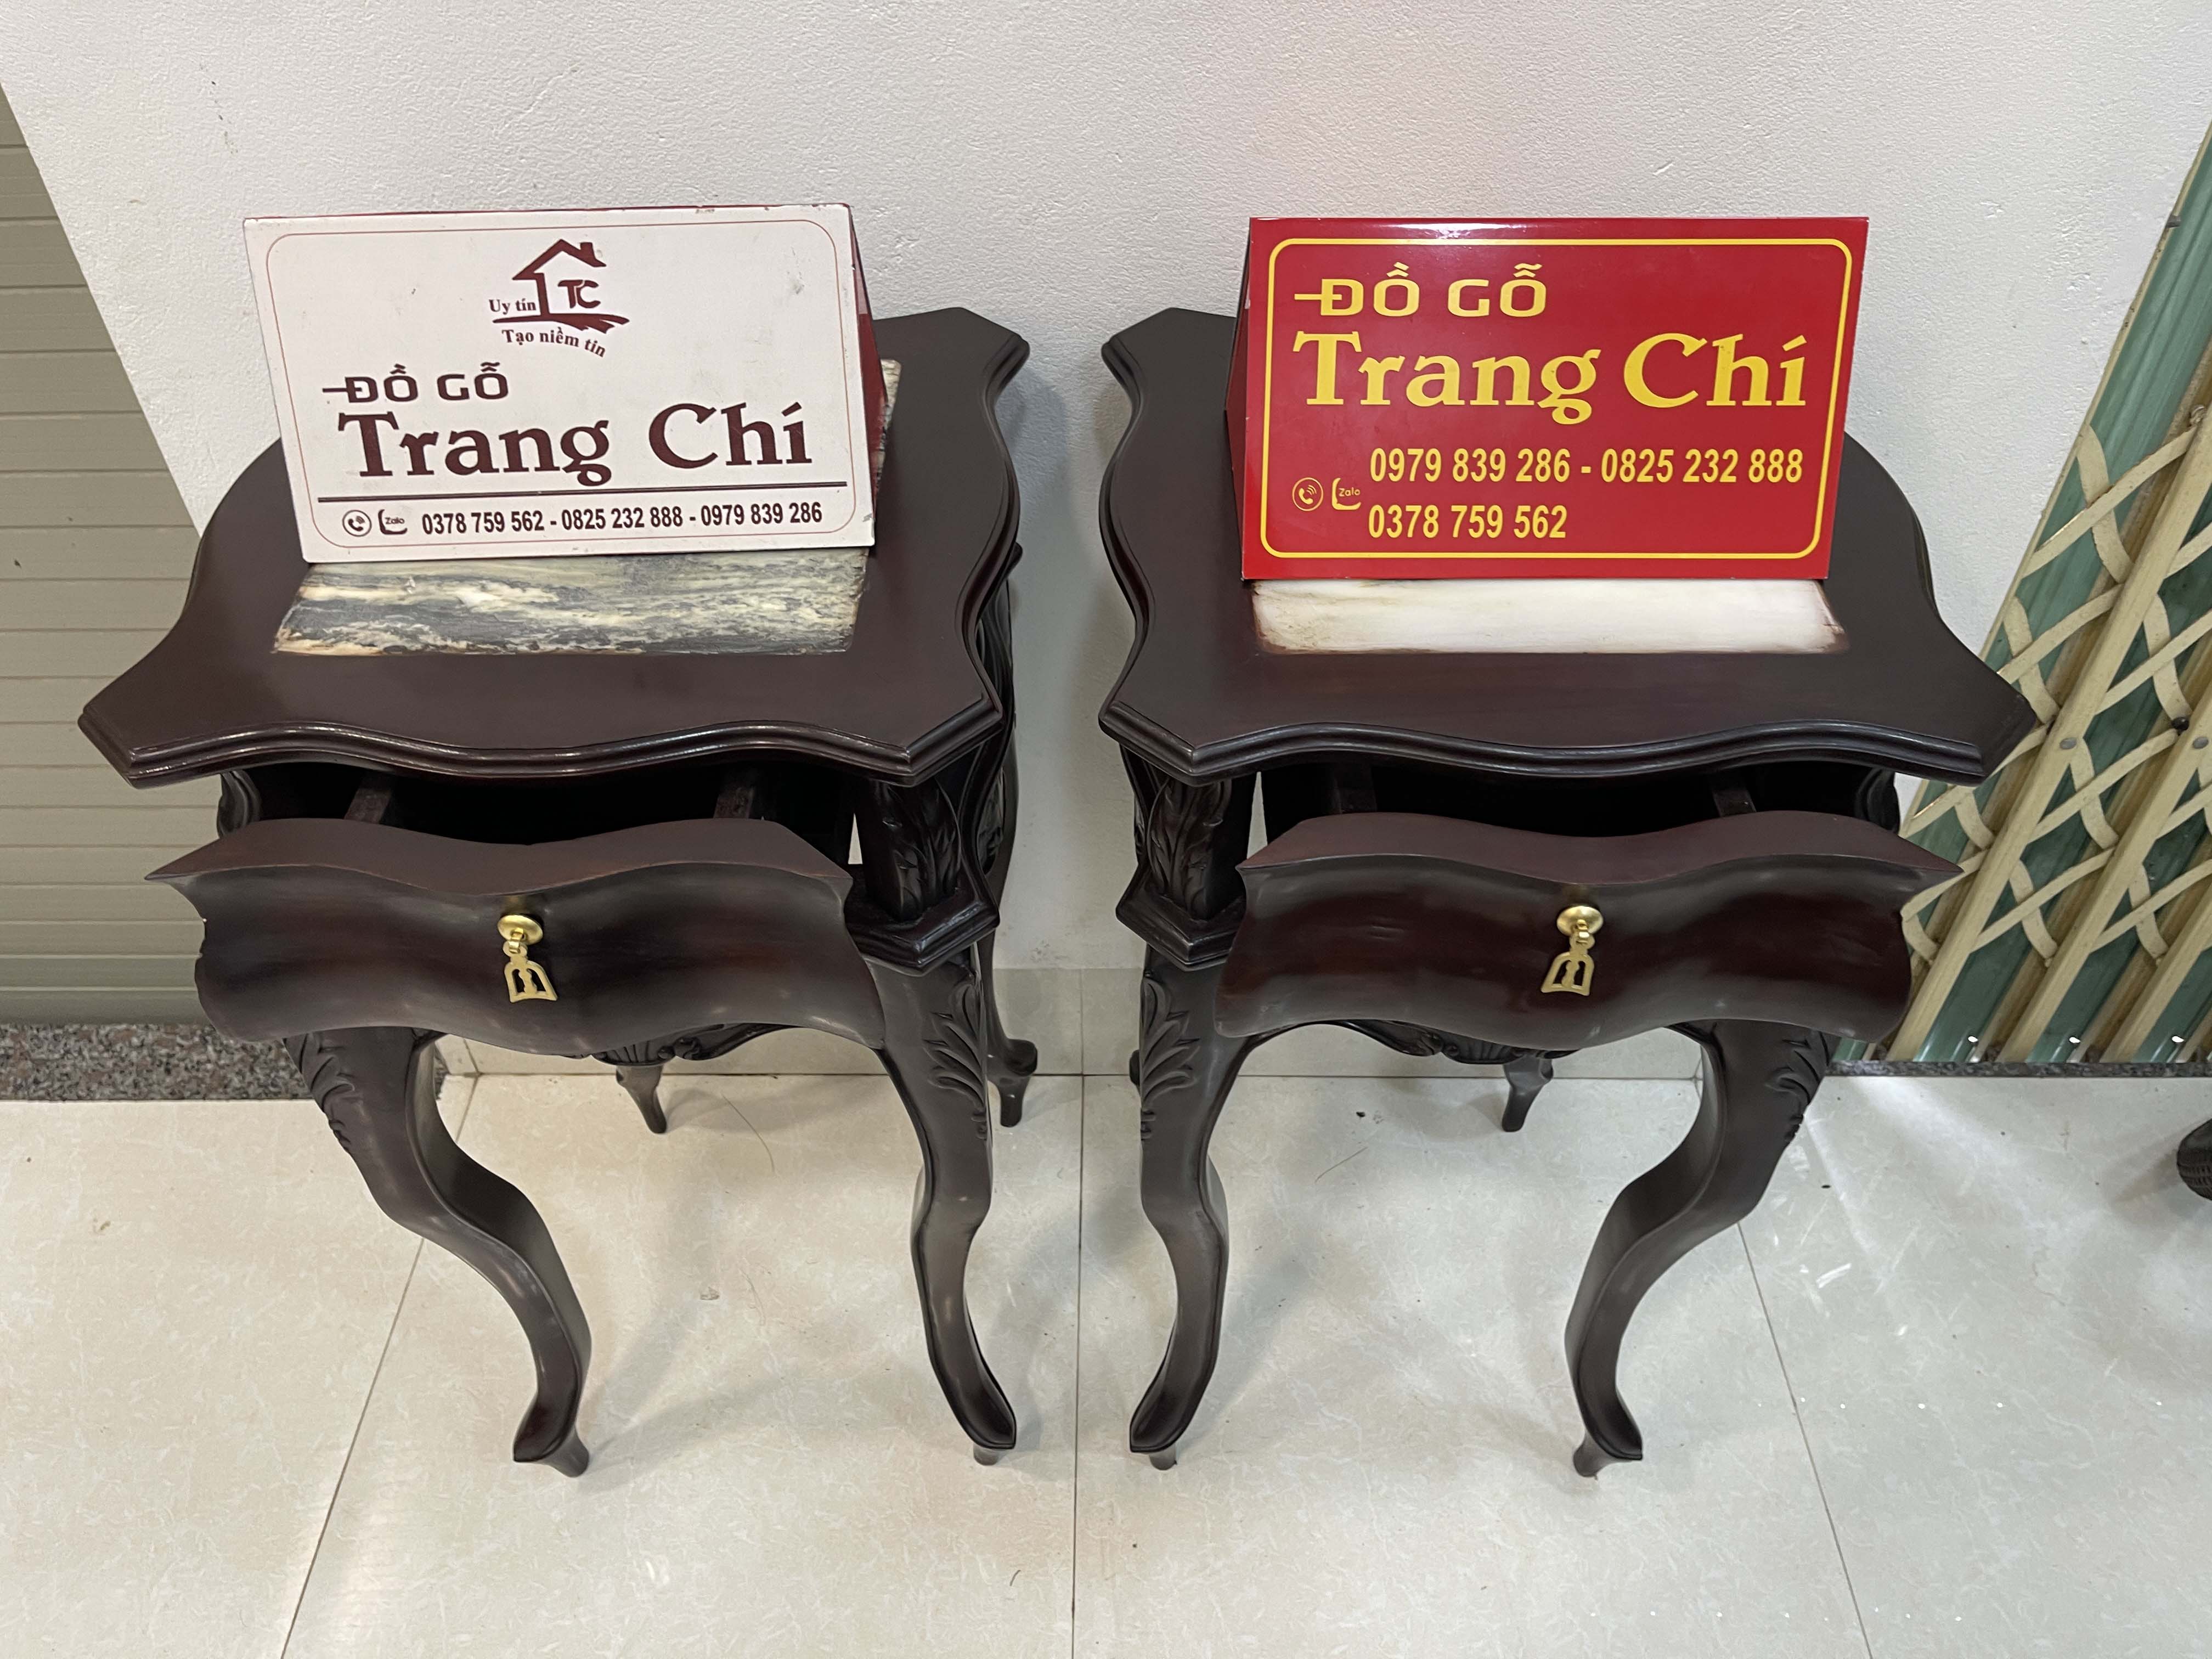 TC
Uy tín
Tạo niềm tin
ĐỒ GỖ
Trang Chí
Zalo
0378 759 562 - 0825 232 888 - 0979 839 286
ĐỒ GỖ
Trang Chí
0979 839 286 - 0825 232 888
Zalo
0378 759 562